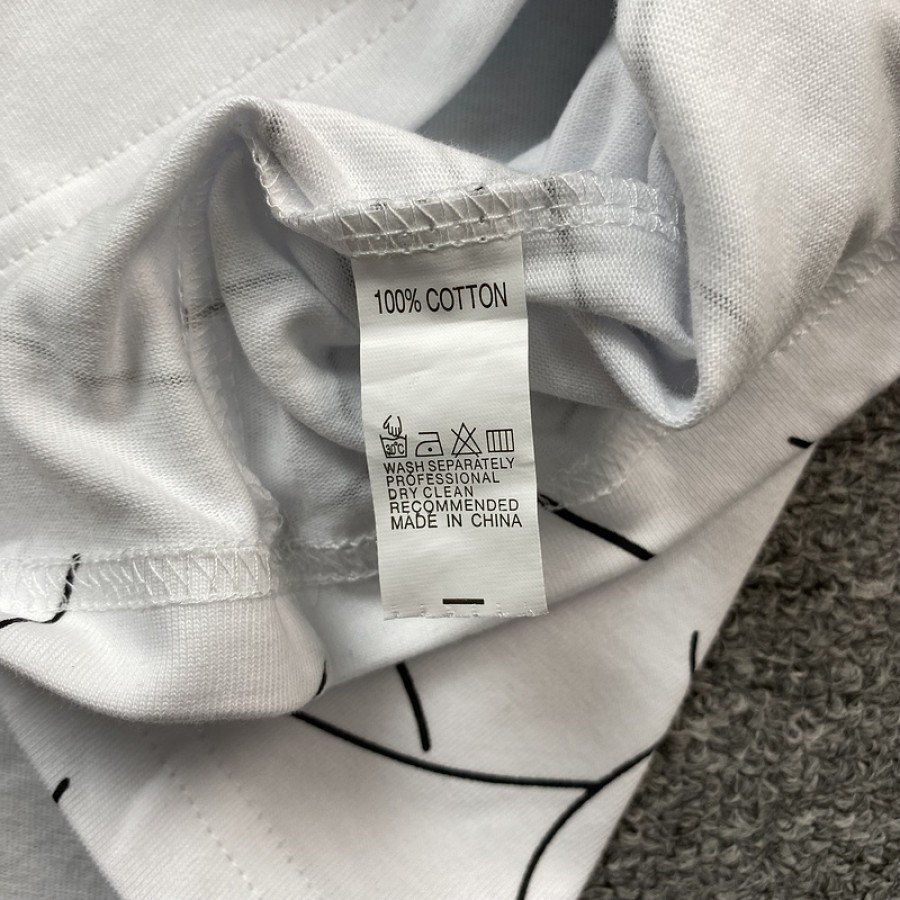 100% COTTON
30°C
WASH SEPARATELY
PROFESSIONAL
DRY CLEAN
RECOMMENDED
MADE IN CHINA